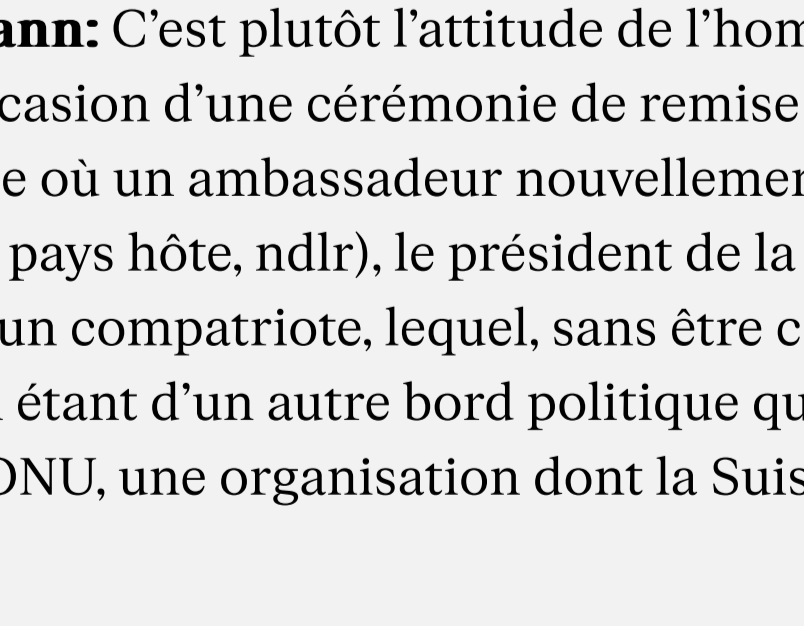 ann: C’est plutôt l’attitude de l’hom
casion d’une cérémonie de remise
e où un ambassadeur nouvellemen
pays hôte, ndlr), le président de la
un compatriote, lequel, sans être c
étant d’un autre bord politique qu
ONU, une organisation dont la Suis